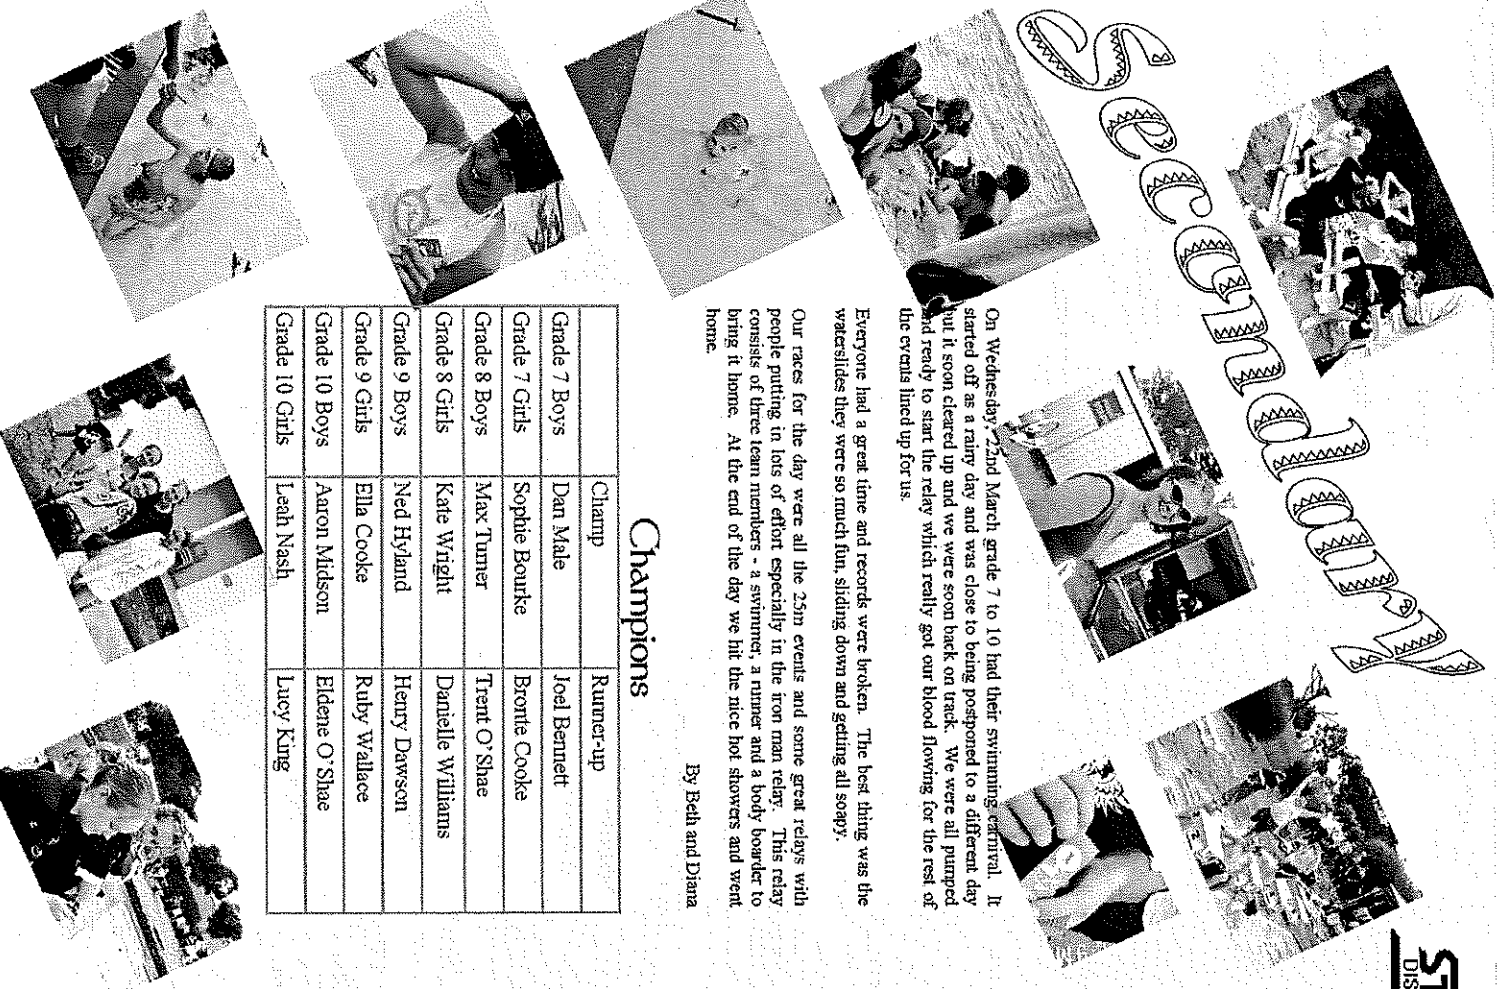 Secondary
On Wednesday, 22nd March grade 7 to 10 had their swimming carnival. It
started off as a rainy day and was close to being postponed to a different day
but it soon cleared up and we were soon back on track. We were all pumped
and ready to start the relay which really got our blood flowing for the rest of
the events lined up for us.
Everyone had a great time and records were broken. The best thing was the
waterslides they were so much fun, sliding down and getting all soapy.
Our races for the day were all the 25m events and some great relays with
people putting in lots of effort especially in the iron man relay. This relay
consists of three team members - a swimmer, a runner and a body boarder to
bring it home. At the end of the day we hit the nice hot showers and went
home.
By Beth and Diana
Champions
Champ Runner-up
Grade 7 Boys Dan Male Joel Bennett
Grade 7 Girls Sophie Bourke Bronte Cooke
Grade 8 Boys Max Turner Trent O'Shae
Grade 8 Girls Kate Wright Danielle Williams
Grade 9 Boys Ned Hyland Henry Dawson
Grade 9 Girls Ella Cooke Ruby Wallace
Grade 10 Boys Aaron Midson Eldene O'Shae
Grade 10 Girls Leah Nash Lucy King
ST
DIS